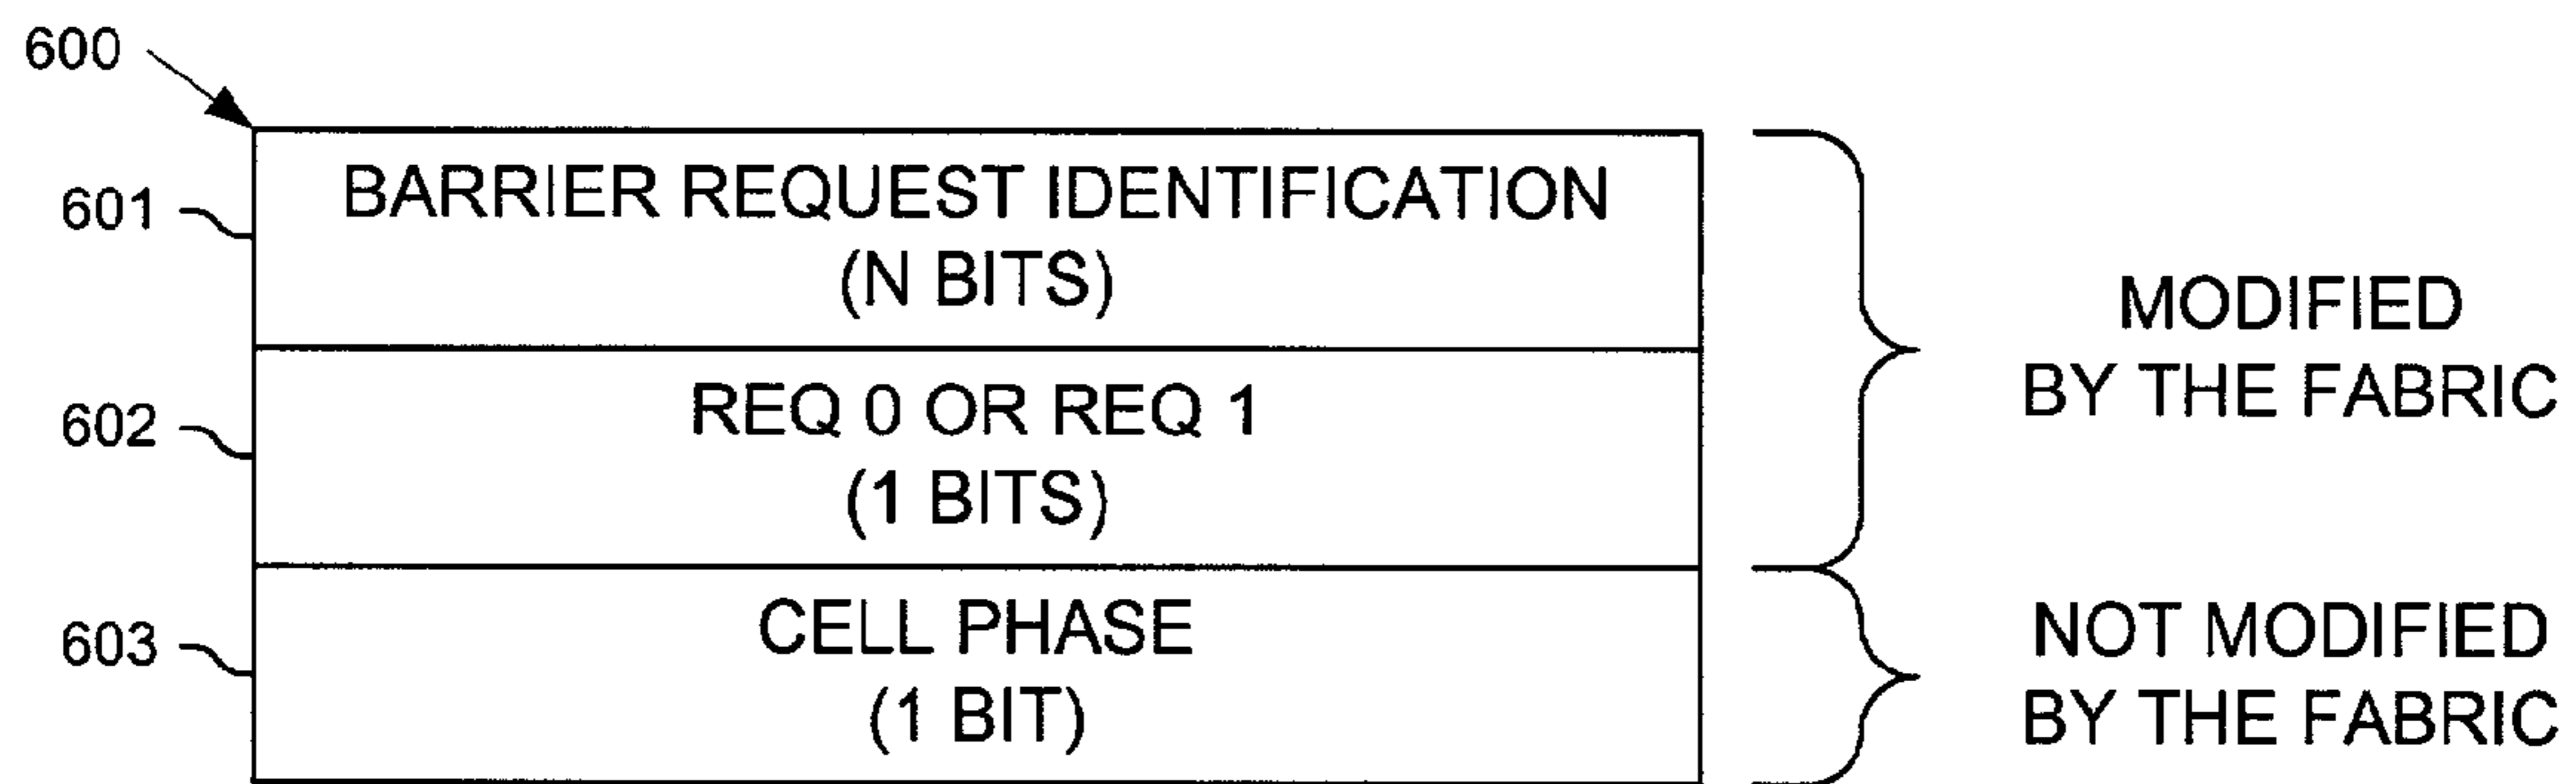 600
601
BARRIER REQUEST IDENTIFICATION
(N BITS)
602
REQ 0 OR REQ 1
(1 BITS)
603
CELL PHASE
(1 BIT)
MODIFIED
BY THE FABRIC
NOT MODIFIED
BY THE FABRIC